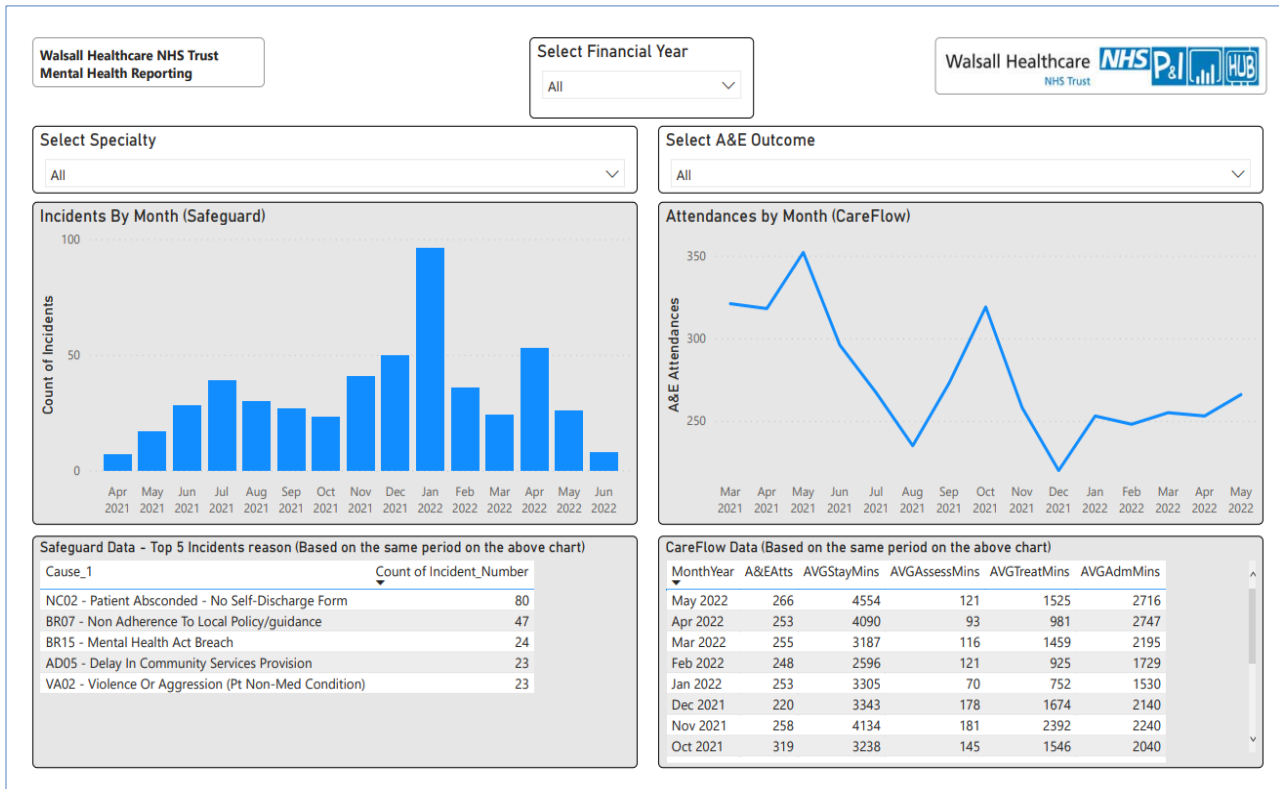 Walsall Healthcare NHS Trust
Mental Health Reporting
Select Financial Year
All
Walsall Healthcare NHS P&I HUB
NHS Trust
Select Specialty
All
Select A&E Outcome
All
Incidents By Month (Safeguard)
Count of Incidents
100
50
0
Apr May Jun Jul Aug Sep Oct Nov Dec Jan Feb Mar Apr May Jun
2021 2021 2021 2021 2021 2021 2021 2021 2021 2022 2022 2022 2022 2022 2022
Attendances by Month (CareFlow)
A&E Attendances
350
300
250
Mar Apr May Jun Jul Aug Sep Oct Nov Dec Jan Feb Mar Apr May
2021 2021 2021 2021 2021 2021 2021 2021 2021 2021 2022 2022 2022 2022 2022
Safeguard Data - Top 5 Incidents reason (Based on the same period on the above chart)
Cause_1 Count of Incident_Number
NC02 - Patient Absconded - No Self-Discharge Form 80
BR07 - Non Adherence To Local Policy/guidance 47
BR15 - Mental Health Act Breach 24
AD05 - Delay In Community Services Provision 23
VA02 - Violence Or Aggression (Pt Non-Med Condition) 23
CareFlow Data (Based on the same period on the above chart)
MonthYear A&EAtts AVGStayMins AVGAssessMins AVGTreatMins AVGAdmMins
May 2022 266 4554 121 1525 2716
Apr 2022 253 4090 93 981 2747
Mar 2022 255 3187 116 1459 2195
Feb 2022 248 2596 121 925 1729
Jan 2022 253 3305 70 752 1530
Dec 2021 220 3343 178 1674 2140
Nov 2021 258 4134 181 2392 2240
Oct 2021 319 3238 145 1546 2040